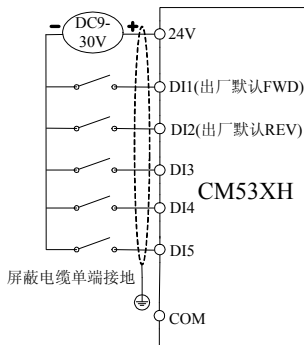 DC9-
30V
24V
DI1(出厂默认FWD)
DI2(出厂默认REV)
DI3
CM53XH
DI4
DI5
屏蔽电缆单端接地
COM